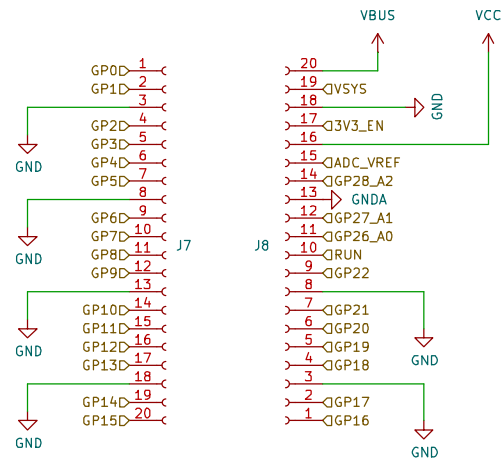 VBUS VCC
GP0 1 20
GP1 2 19 VSYS
3 18 GND
GP2 4 17 3V3_EN
GP3 5 16
GND
GP4 6 15 ADC_VREF
GP5 7 14 GP28_A2
8 13 GNDA
GP6 9 12 GP27_A1
GP7 10 11 GP26_A0
J7 J8
GP8 11 10 RUN
GND
GP9 12 9 GP22
13 8
GP10 14 7 GP21
GP11 15 6 GP20
GP12 16 5 GP19
GND
GP13 17 4 GP18
GND
18 3
GP14 19 2 GP17
GP15 20 1 GP16
GND
GND